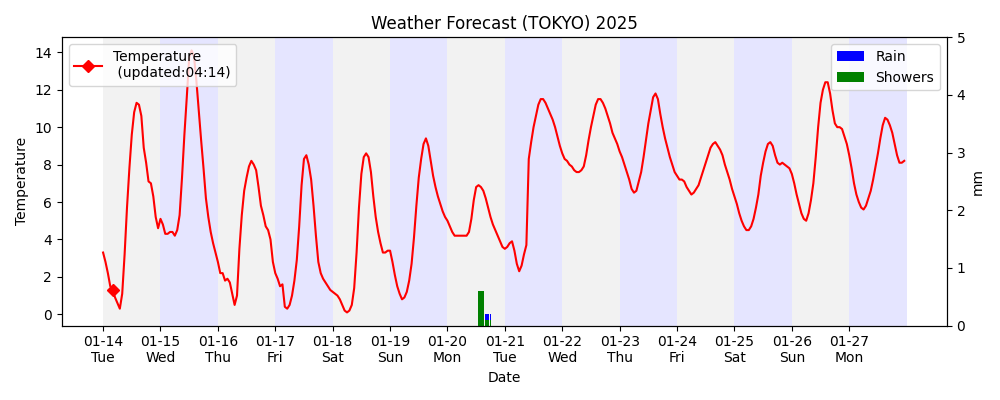 Weather Forecast (TOKYO) 2025
Temperature
(updated:04:14)
Rain
Showers
Temperature
14
12
10
8
6
4
2
0
5
4
3
2
1
0
mm
01-14 01-15 01-16 01-17 01-18 01-19 01-20 01-21 01-22 01-23 01-24 01-25 01-26 01-27
Tue Wed Thu Fri Sat Sun Mon Tue Wed Thu Fri Sat Sun Mon
Date